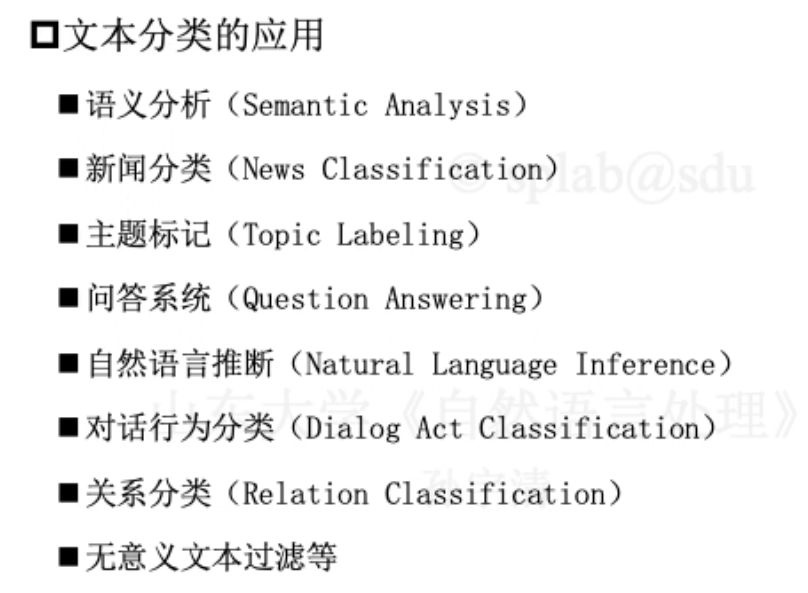 文本分类的应用
语义分析（Semantic Analysis）
新闻分类（News Classification）
© splab@sdu
主题标记（Topic Labeling）
问答系统（Question Answering）
自然语言推断（Natural Language Inference）
山东大学《自然语言处理》
对话行为分类（Dialog Act Classification）
关系分类（Relation Classification）
无意义文本过滤等